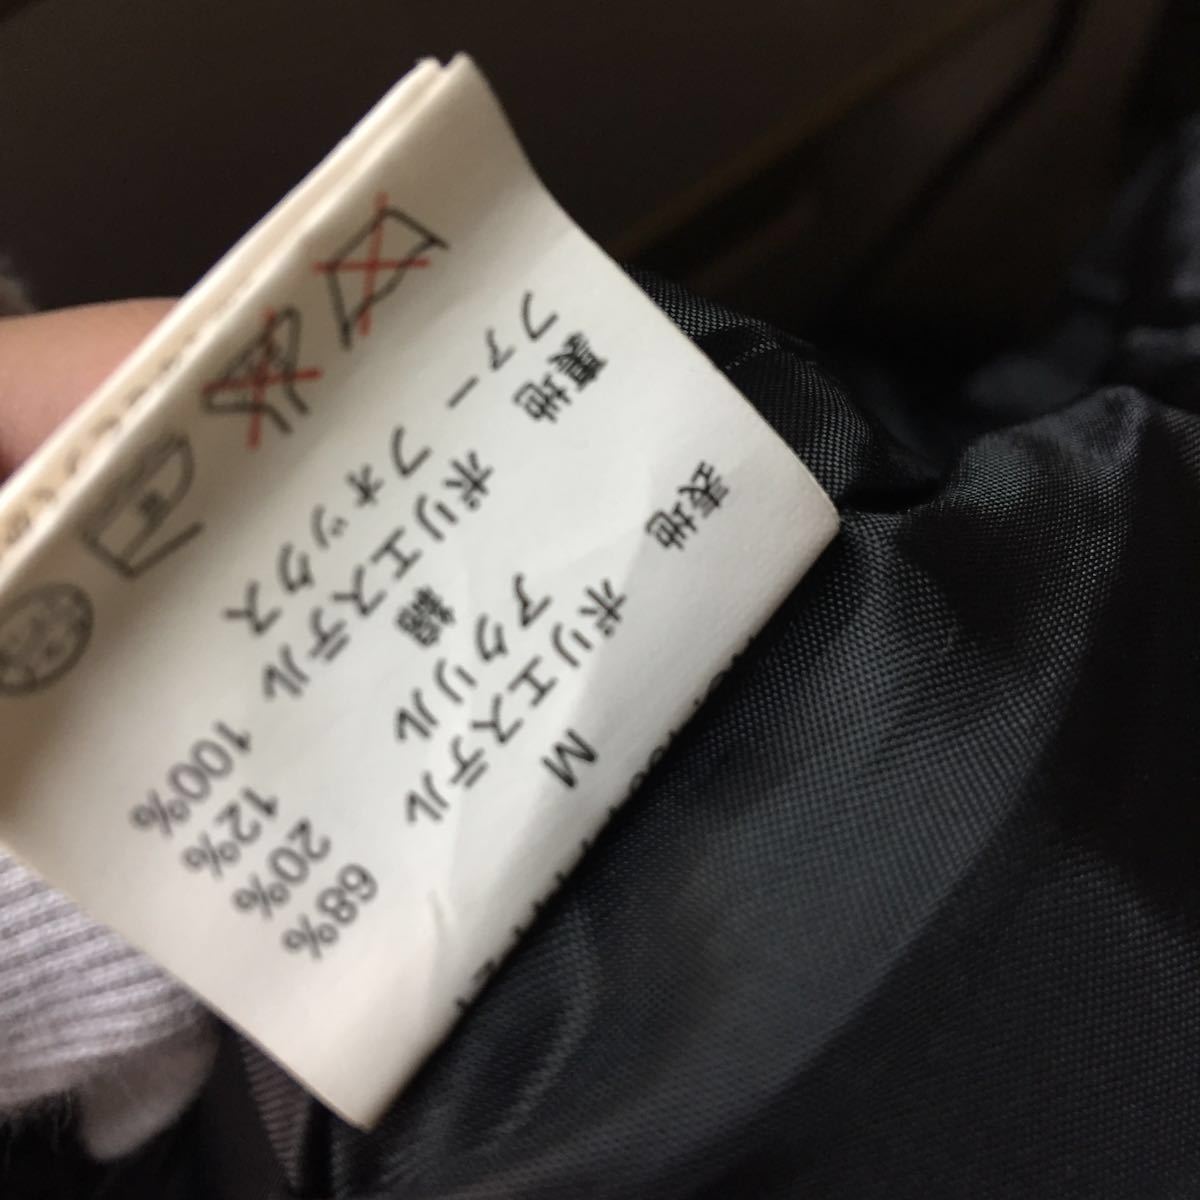 M
表地 ポリエステル 68%
アクリル 20%
綿 12%
裏地 ポリエステル 100%
ファー フォックス